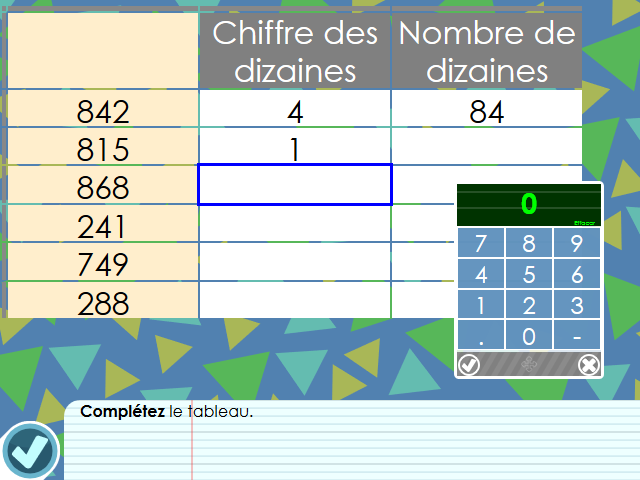 Chiffre des Nombre de
dizaines dizaines
842 4 84
815 1
868
241
749
288
0
Effacer
7 8 9
4 5 6
1 2 3
. 0 -
Complétez le tableau.